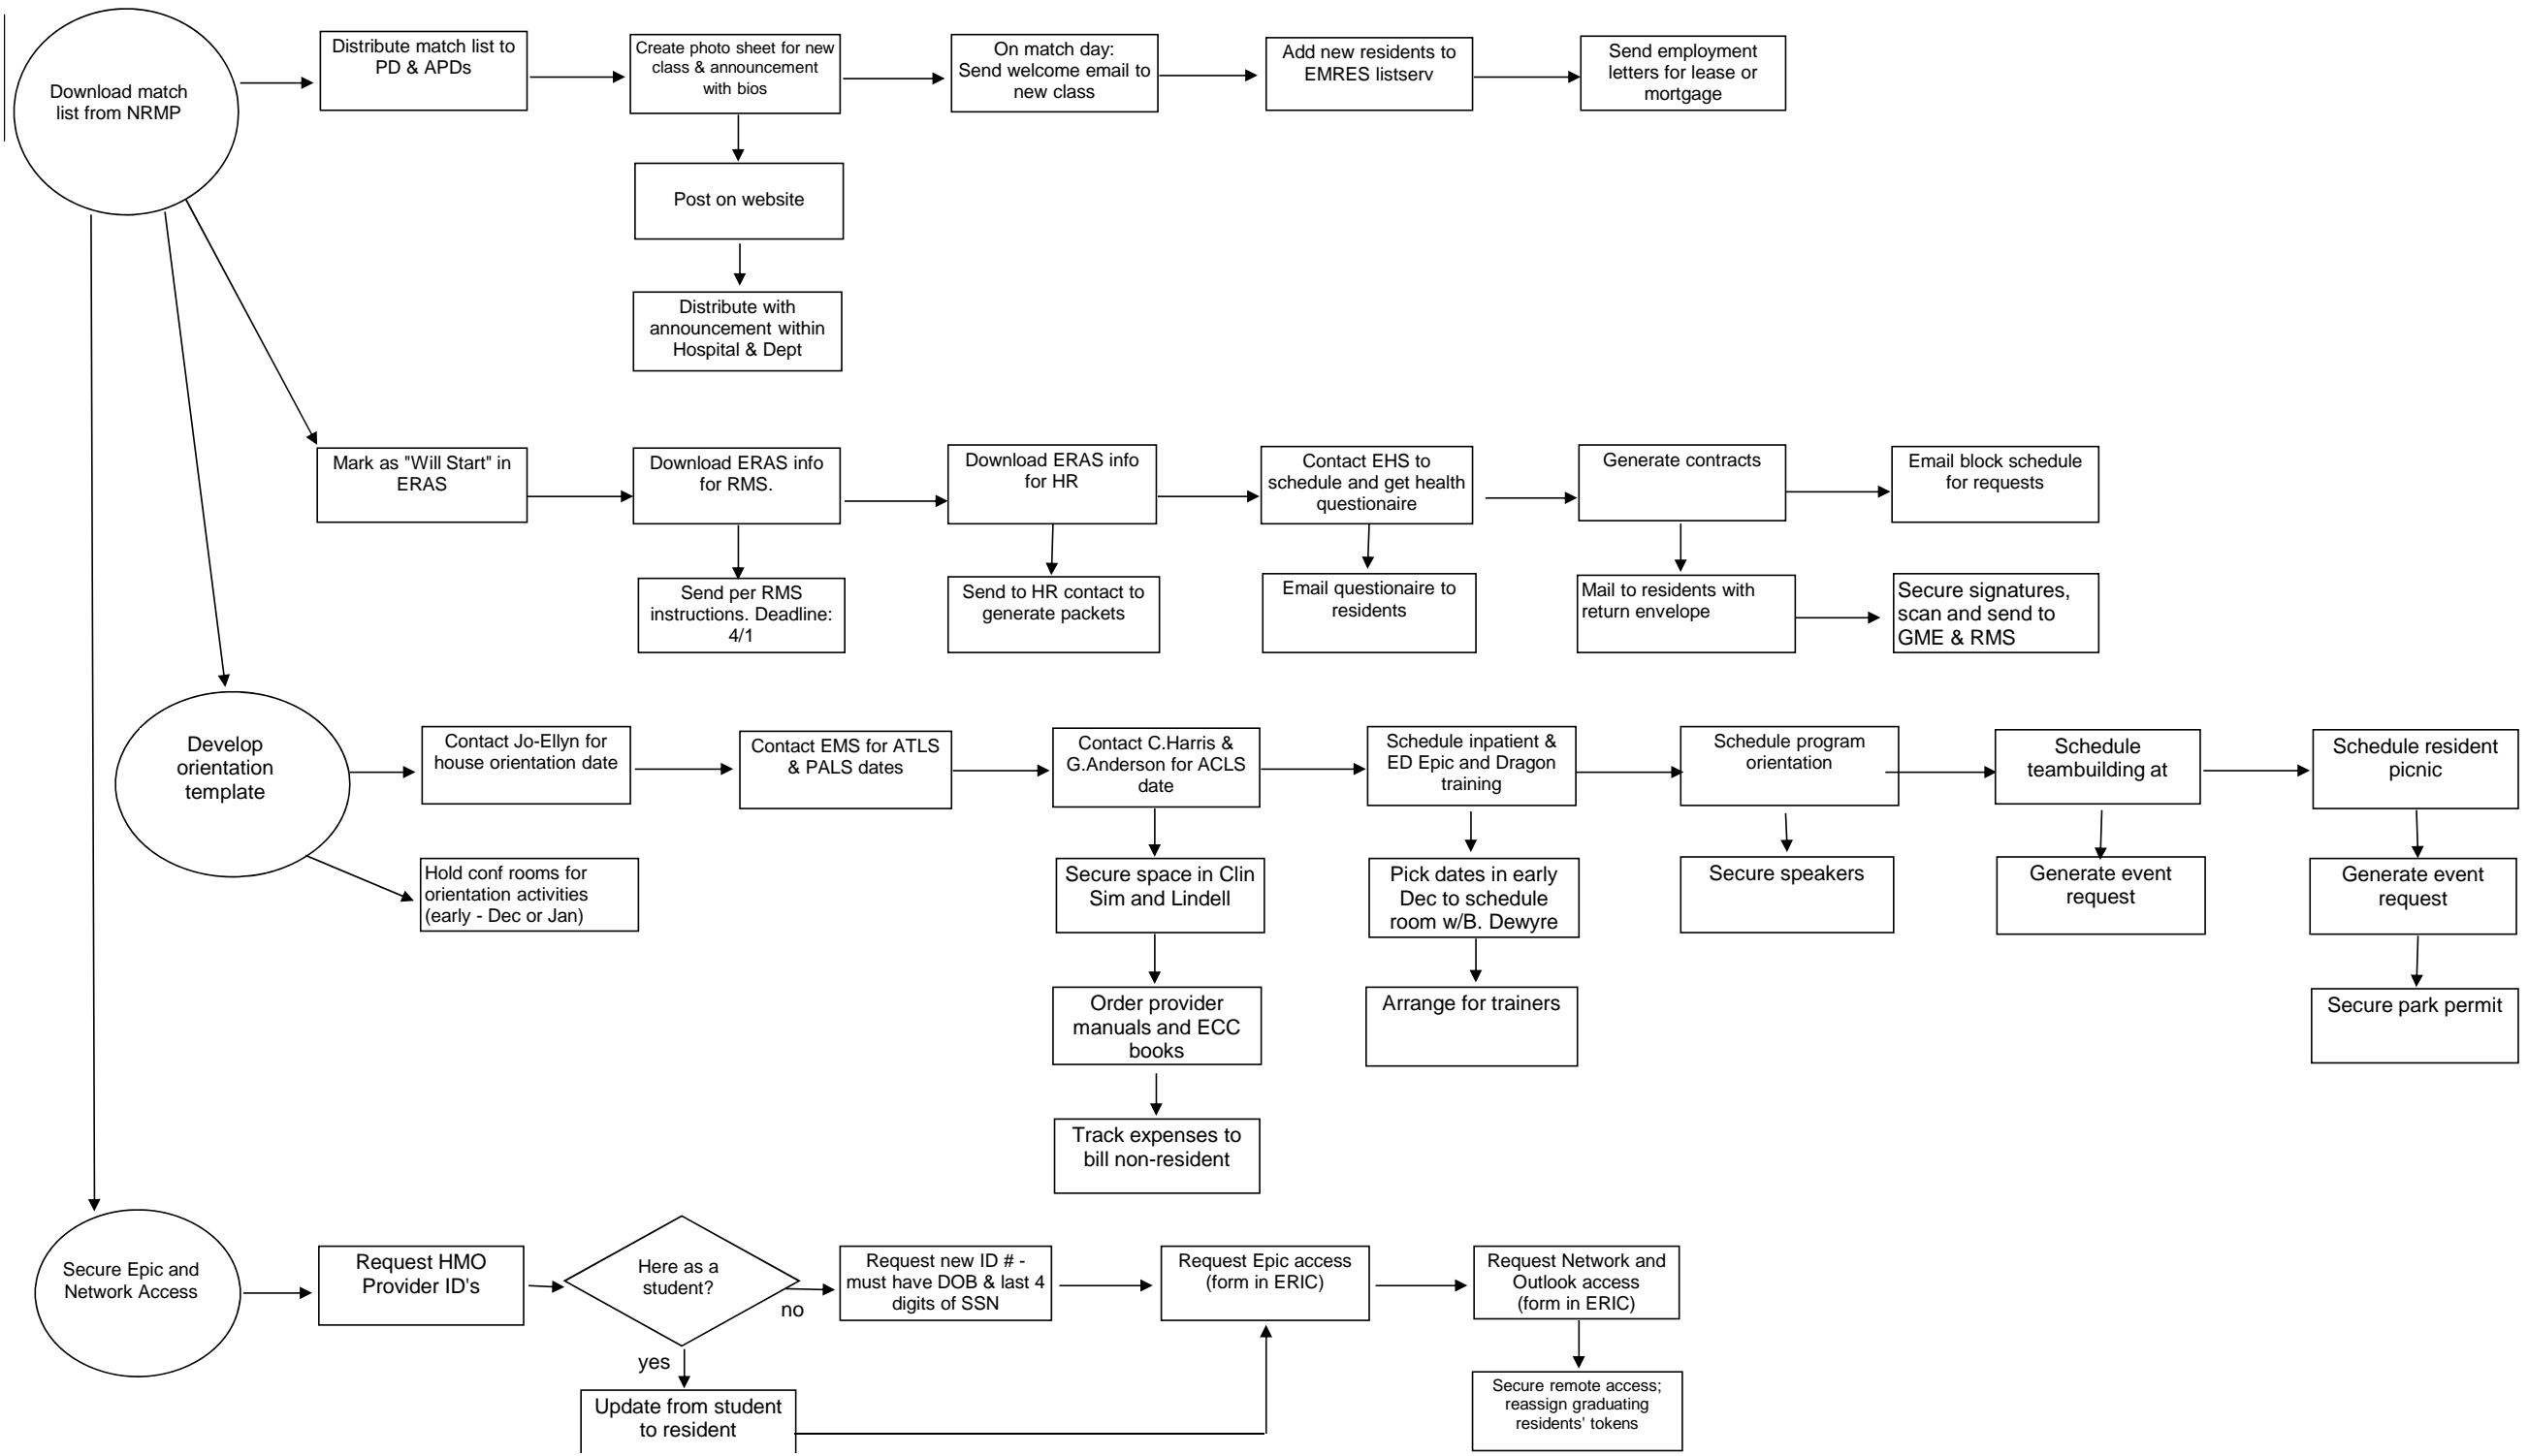 Download match
list from NRMP
Distribute match list to
PD & APDs
Create photo sheet for new
class & announcement
with bios
On match day:
Send welcome email to
new class
Add new residents to
EMRES listserv
Send employment
letters for lease or
mortgage
Post on website
Distribute with
announcement within
Hospital & Dept
Mark as "Will Start" in
ERAS
Download ERAS info
for RMS.
Download ERAS info
for HR
Contact EHS to
schedule and get health
questionaire
Generate contracts
Email block schedule
for requests
Send per RMS
instructions. Deadline:
4/1
Send to HR contact to
generate packets
Email questionaire to
residents
Mail to residents with
return envelope
Secure signatures,
scan and send to
GME & RMS
Develop
orientation
template
Contact Jo-Ellyn for
house orientation date
Contact EMS for ATLS
& PALS dates
Contact C.Harris &
G.Anderson for ACLS
date
Schedule inpatient &
ED Epic and Dragon
training
Schedule program
orientation
Schedule
teambuilding at
Schedule resident
picnic
Hold conf rooms for
orientation activities
(early - Dec or Jan)
Secure space in Clin
Sim and Lindell
Pick dates in early
Dec to schedule
room w/B. Dewyre
Secure speakers
Generate event
request
Generate event
request
Order provider
manuals and ECC
books
Arrange for trainers
Secure park permit
Track expenses to
bill non-resident
Secure Epic and
Network Access
Request HMO
Provider ID's
Here as a
student?
no
Request new ID # -
must have DOB & last 4
digits of SSN
Request Epic access
(form in ERIC)
Request Network and
Outlook access
(form in ERIC)
yes
Update from student
to resident
Secure remote access;
reassign graduating
residents' tokens